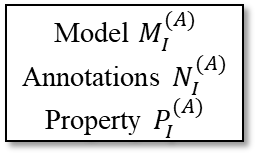 Model $M_I^{(A)}$
Annotations $N_I^{(A)}$
Property $P_I^{(A)}$